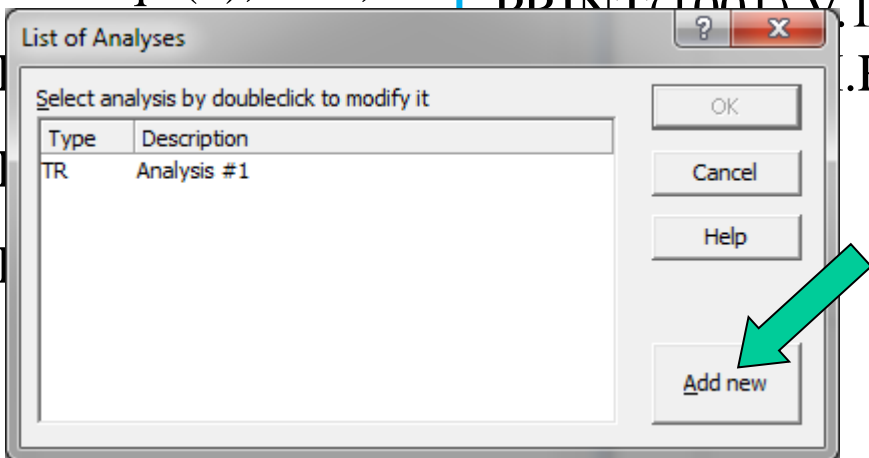 List of Analyses
Select analysis by doubleclick to modify it
Type Description
TR Analysis #1
OK
Cancel
Help
Add new